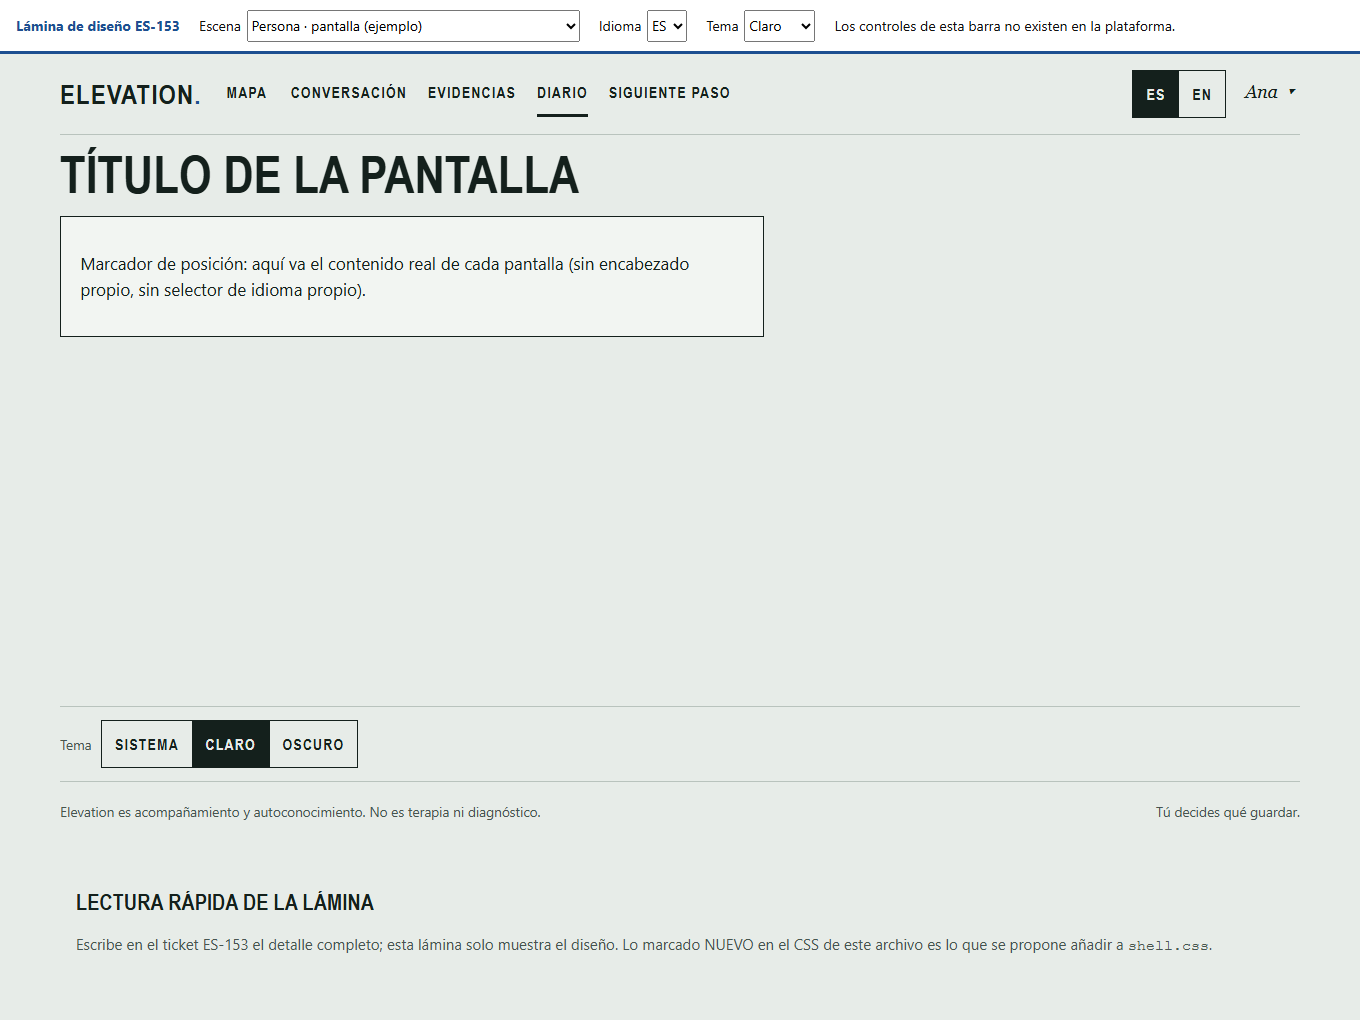 Lámina de diseño ES-153 Escena Persona · pantalla (ejemplo) Idioma ES Tema Claro Los controles de esta barra no existen en la plataforma.
ELEVATION. MAPA CONVERSACIÓN EVIDENCIAS DIARIO SIGUIENTE PASO ES EN Ana
TÍTULO DE LA PANTALLA
Marcador de posición: aquí va el contenido real de cada pantalla (sin encabezado
propio, sin selector de idioma propio).
Tema SISTEMA CLARO OSCURO
Elevation es acompañamiento y autoconocimiento. No es terapia ni diagnóstico. Tú decides qué guardar.
LECTURA RÁPIDA DE LA LÁMINA
Escribe en el ticket ES-153 el detalle completo; esta lámina solo muestra el diseño. Lo marcado NUEVO en el CSS de este archivo es lo que se propone añadir a shell.css.